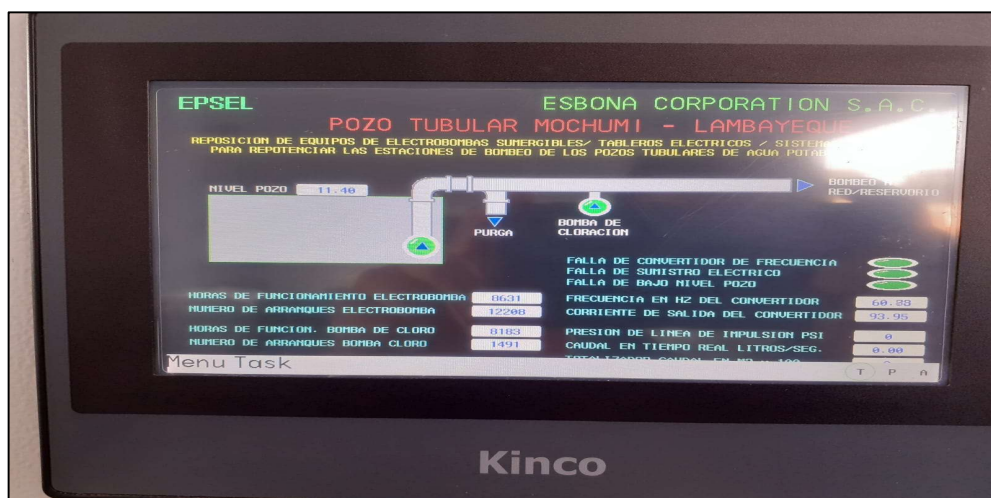 EPSEL
ESBONA CORPORATION S.A.C.
POZO TUBULAR MOCHUMI - LAMBAYEQUE
REPOSICION DE EQUIPOS DE ELECTROBOMBAS SUMERGIBLES/ TABLEROS ELECTRICOS /
PARA REPOTENCIAR LAS ESTACIONES DE BOMBEO DE LOS POZOS TUBULARES DE AGUA
NIVEL POZO 11.40
BOMBEO
RED/RESERVORIO
PURGA
BOMBA DE
CLORACION
FALLA DE CONVERTIDOR DE FRECUENCIA
FALLA DE SUMISTRO ELECTRICO
FALLA DE BAJO NIVEL POZO
HORAS DE FUNCIONAMIENTO ELECTROBOMBA 8631
NUMERO DE ARRANQUES ELECTROBOMBA 12208
HORAS DE FUNCION. BOMBA DE CLORO 8183
NUMERO DE ARRANQUES BOMBA CLORO 1491
FRECUENCIA EN HZ DEL CONVERTIDOR
CORRIENTE DE SALIDA DEL CONVERTIDOR 93.95
PRESION DE LINEA DE IMPULSION PSI 0
CAUDAL EN TIEMPO REAL LITROS/SEG. 0.00
Menu Task
T P A
Kinco